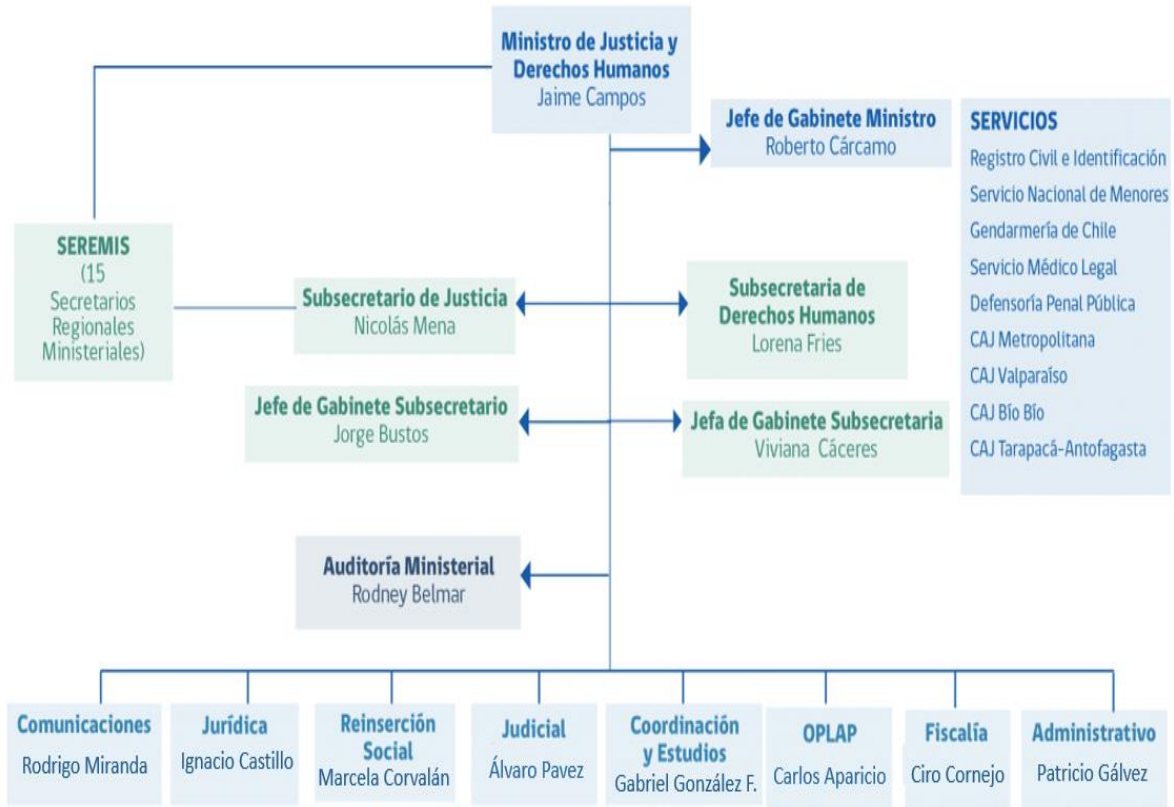 Ministro de Justicia y
Derechos Humanos
Jaime Campos
Jefe de Gabinete Ministro
Roberto Cárcamo
SERVICIOS
Registro Civil e Identificación
Servicio Nacional de Menores
Gendarmería de Chile
Servicio Médico Legal
Defensoría Penal Pública
CAJ Metropolitana
CAJ Valparaíso
CAJ Bío Bío
CAJ Tarapacá-Antofagasta
SEREMIS
(15
Secretarios
Regionales
Ministeriales)
Subsecretario de Justicia
Nicolás Mena
Subsecretaria de
Derechos Humanos
Lorena Fries
Jefe de Gabinete Subsecretario
Jorge Bustos
Jefa de Gabinete Subsecretaria
Viviana Cáceres
Auditoría Ministerial
Rodney Belmar
Comunicaciones
Rodrigo Miranda
Jurídica
Ignacio Castillo
Reinserción
Social
Marcela Corvalán
Judicial
Álvaro Pavez
Coordinación
y Estudios
Gabriel González F.
OPLAP
Carlos Aparicio
Fiscalía
Ciro Cornejo
Administrativo
Patricio Gálvez